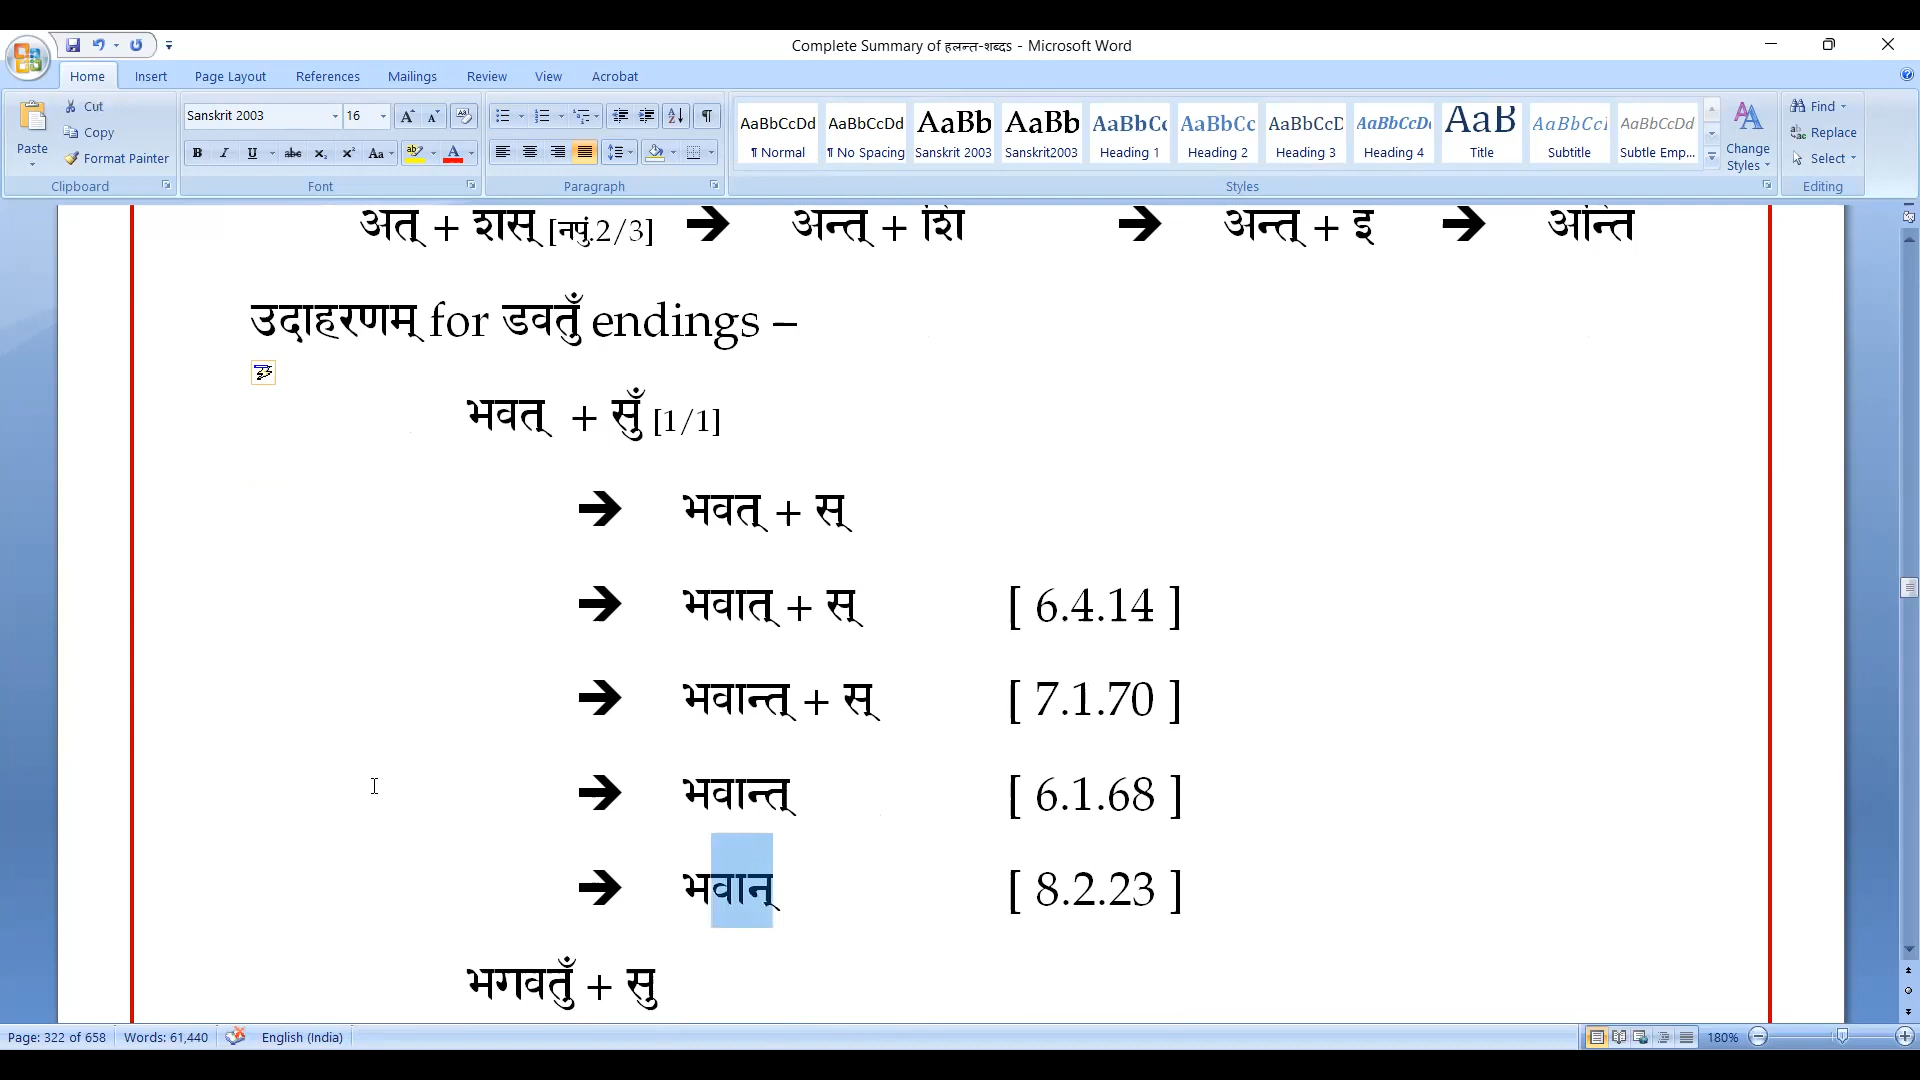 Complete Summary of हलन्त-शब्दs - Microsoft Word
Home Insert Page Layout References Mailings Review View Acrobat
Paste Cut Copy Format Painter
Sanskrit 2003 16
AaBbCcDd AaBbCcDd AaBb AaBb AaBbCc AaBbCc AaBbCcD AaBbCcDd AaB AaBbCc AaBbCcDd
¶ Normal ¶ No Spacing Sanskrit 2003 Sanskrit2003 Heading 1 Heading 2 Heading 3 Heading 4 Title Subtitle Subtle Emp...
Change Styles
Find Replace Select
Clipboard Font Paragraph Styles Editing
अत् + शस् [नपुं.2/3] ➔ अन्त् + शि ➔ अन्त् + इ ➔ अन्ति
उदाहरणम् for डवतुँ endings –
भवत् + सुँ [1/1]
➔ भवत् + स्
➔ भवात् + स् [ 6.4.14 ]
➔ भवान्त् + स् [ 7.1.70 ]
➔ भवान्त् [ 6.1.68 ]
➔ भवान् [ 8.2.23 ]
भगवतुँ + सु
Page: 322 of 658 Words: 61,440 English (India) 180%